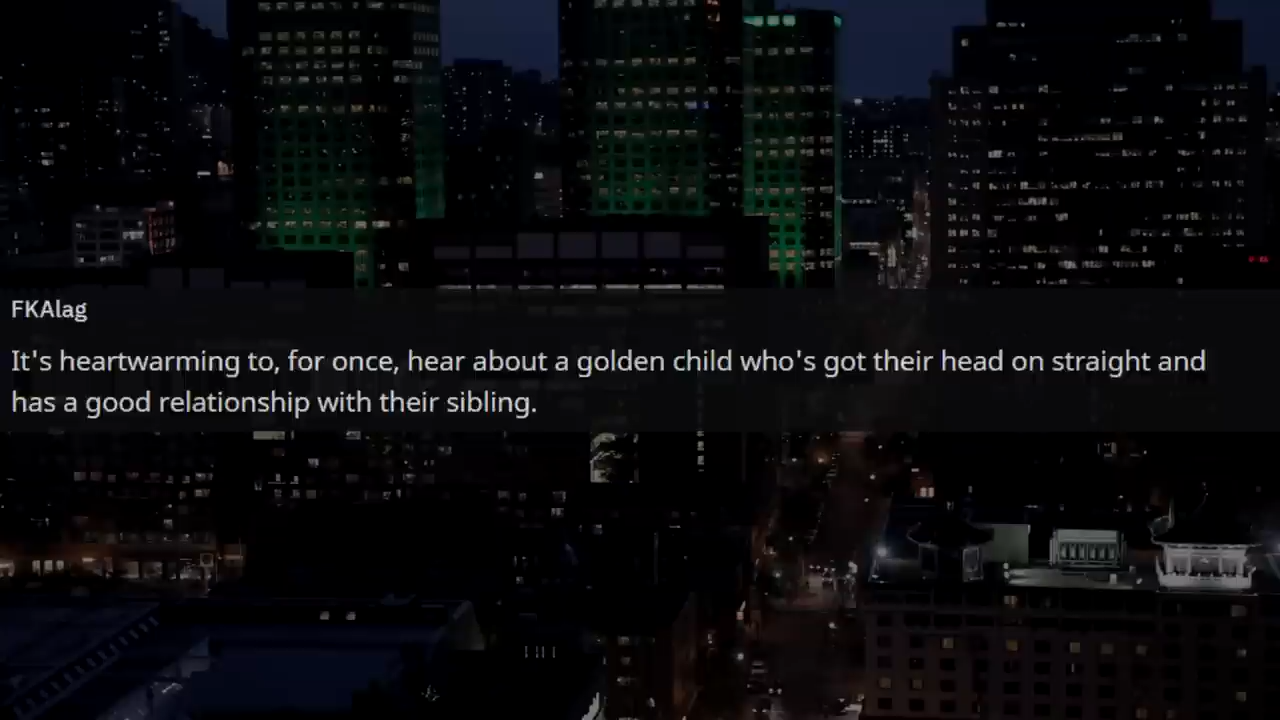 FKAlag
It's heartwarming to, for once, hear about a golden child who's got their head on straight and
has a good relationship with their sibling.